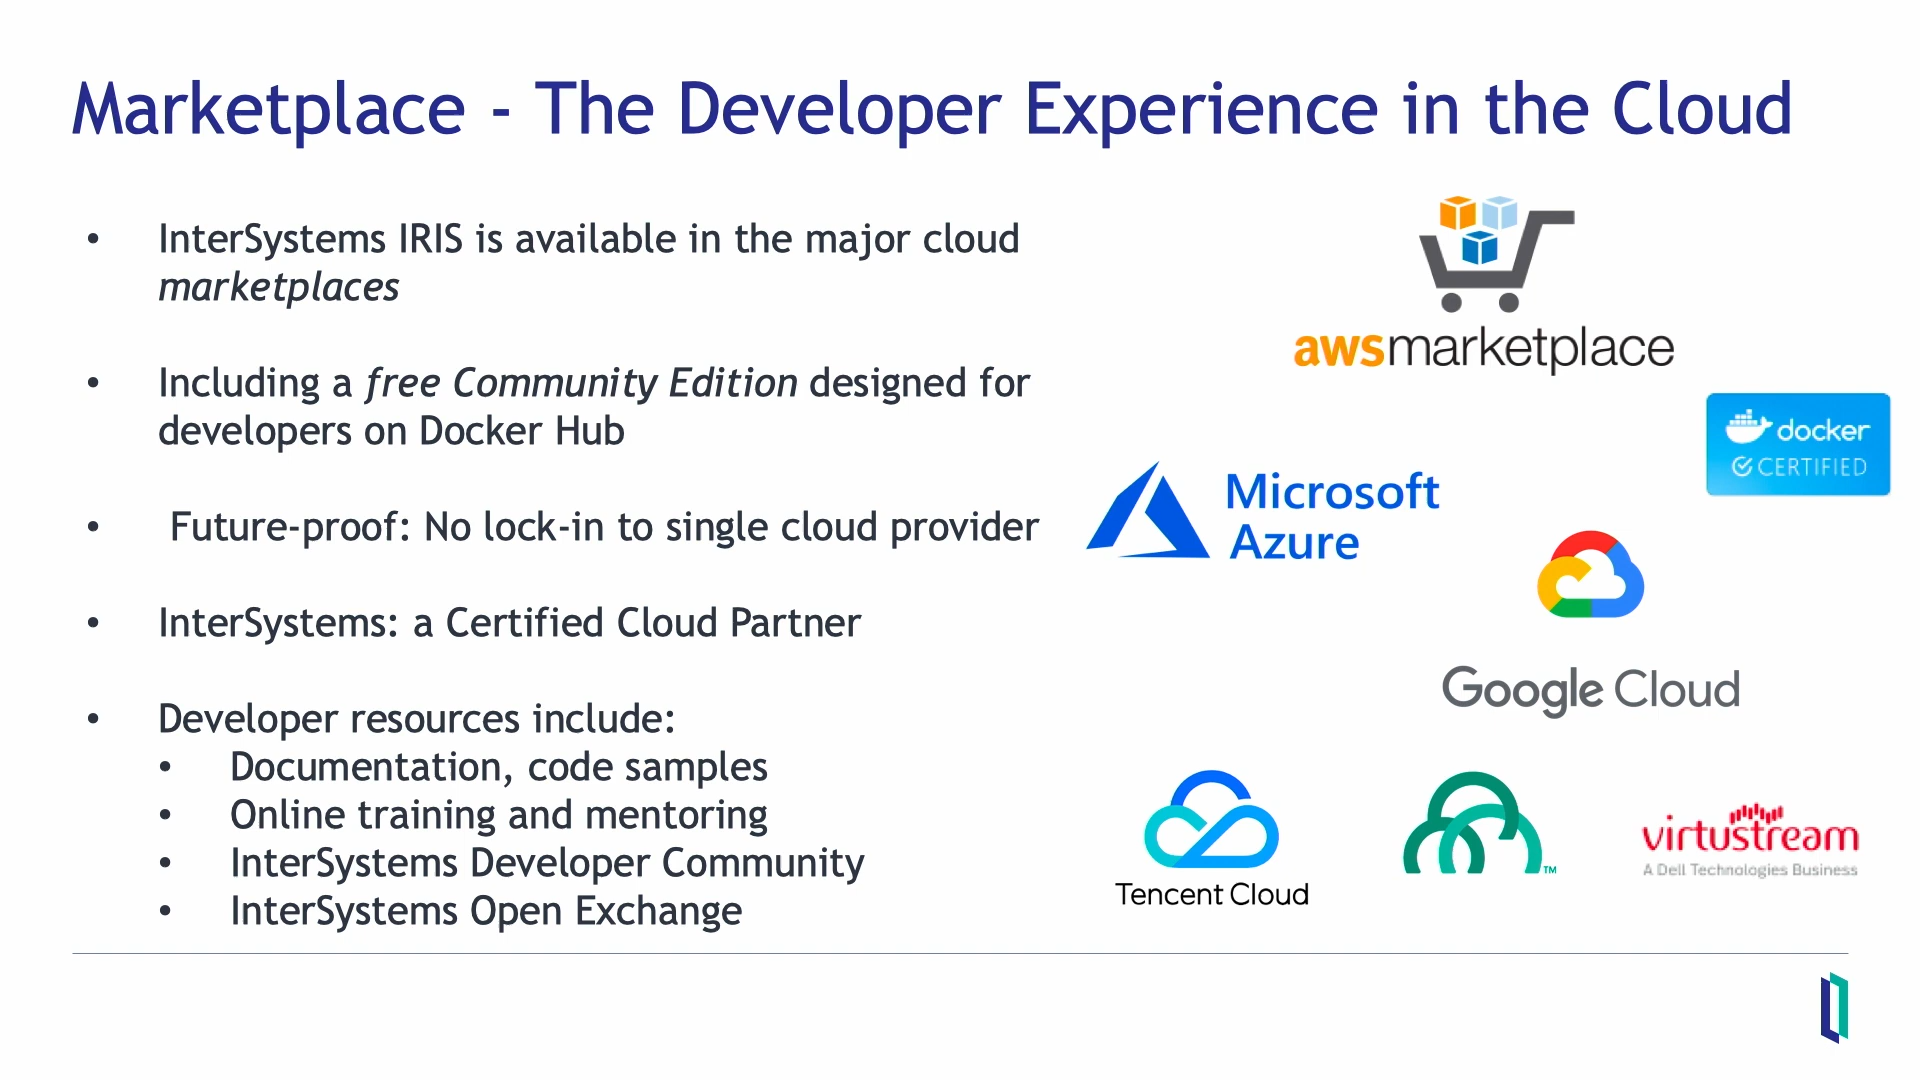 Marketplace - The Developer Experience in the Cloud
• InterSystems IRIS is available in the major cloud
marketplaces
• Including a free Community Edition designed for
developers on Docker Hub
• Future-proof: No lock-in to single cloud provider
• InterSystems: a Certified Cloud Partner
• Developer resources include:
• Documentation, code samples
• Online training and mentoring
• InterSystems Developer Community
• InterSystems Open Exchange
awsmarketplace
docker
CERTIFIED
Microsoft
Azure
Google Cloud
Tencent Cloud
TM
virtustream
A Dell Technologies Business